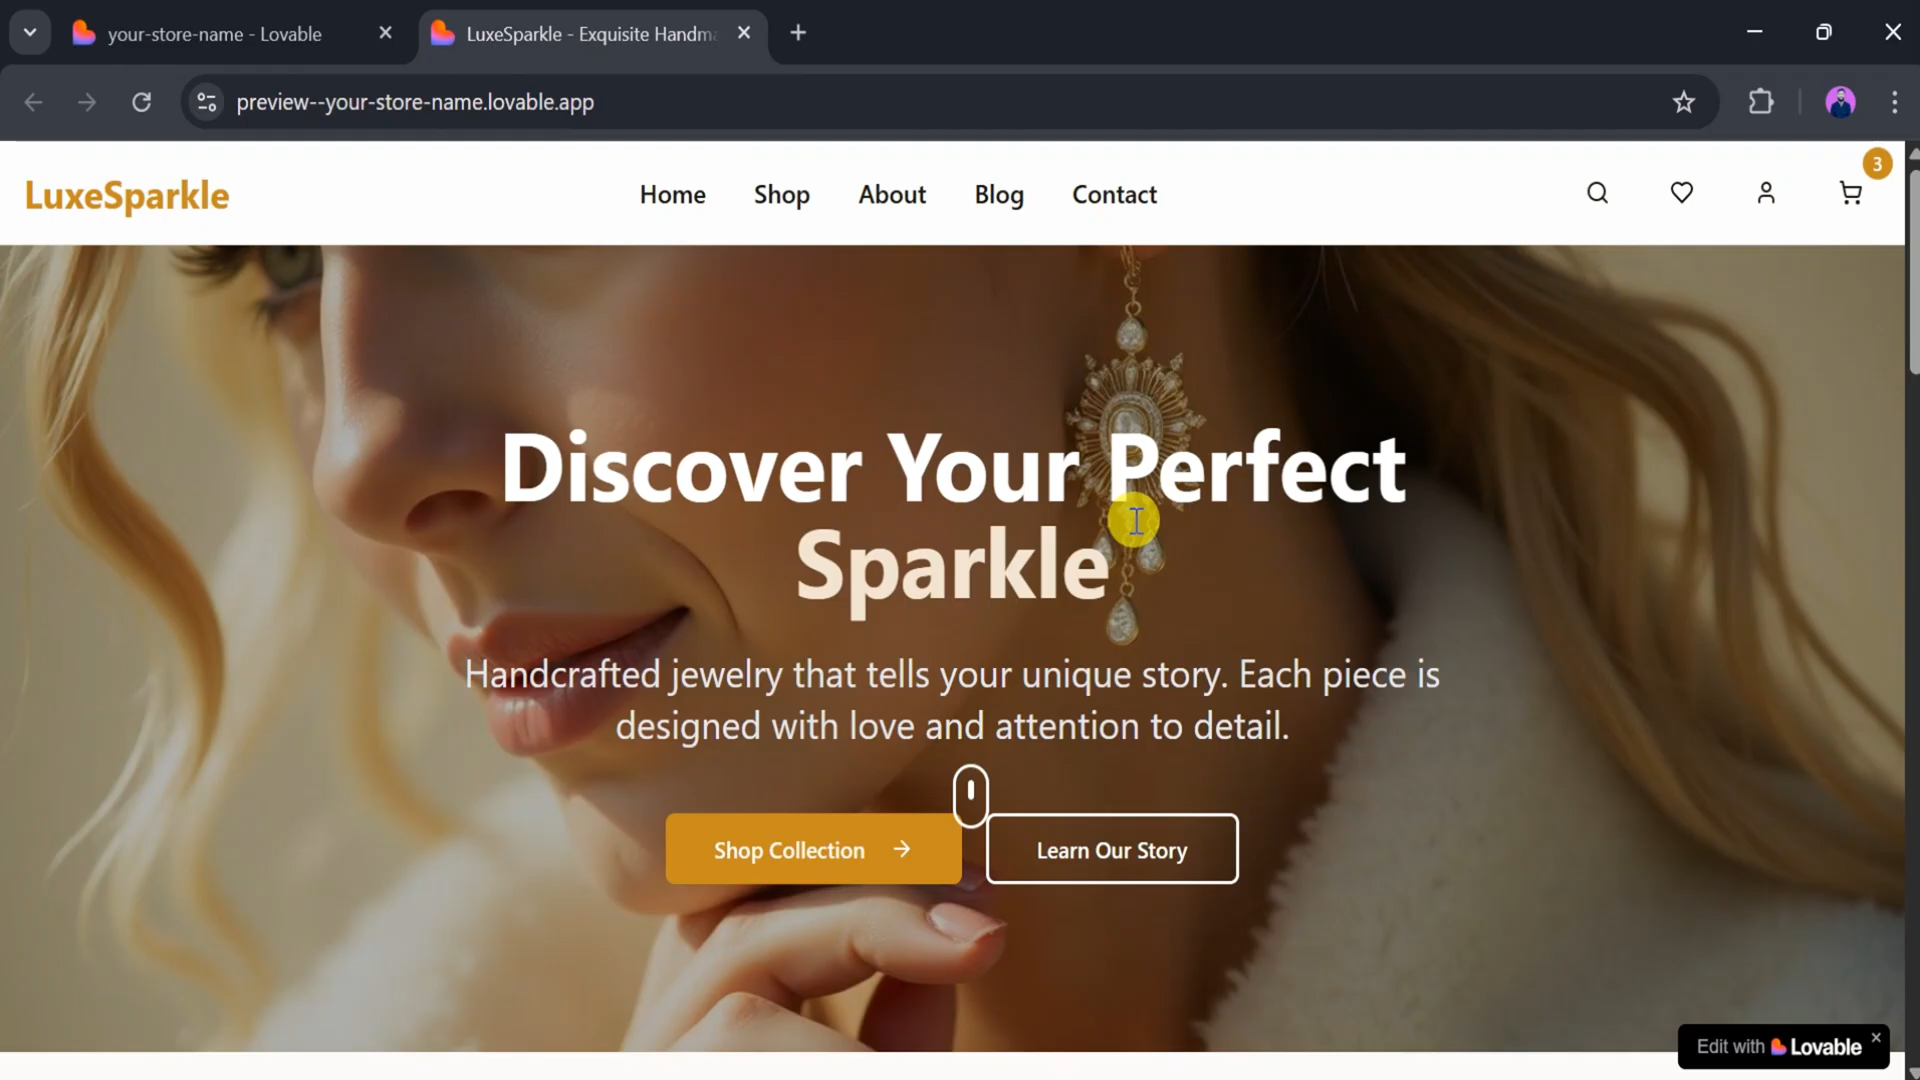 your-store-name - Lovable
LuxeSparkle - Exquisite Handma
preview--your-store-name.lovable.app
LuxeSparkle
Home Shop About Blog Contact
3
Discover Your Perfect
Sparkle
Handcrafted jewelry that tells your unique story. Each piece is
designed with love and attention to detail.
Shop Collection → Learn Our Story
Edit with Lovable ×